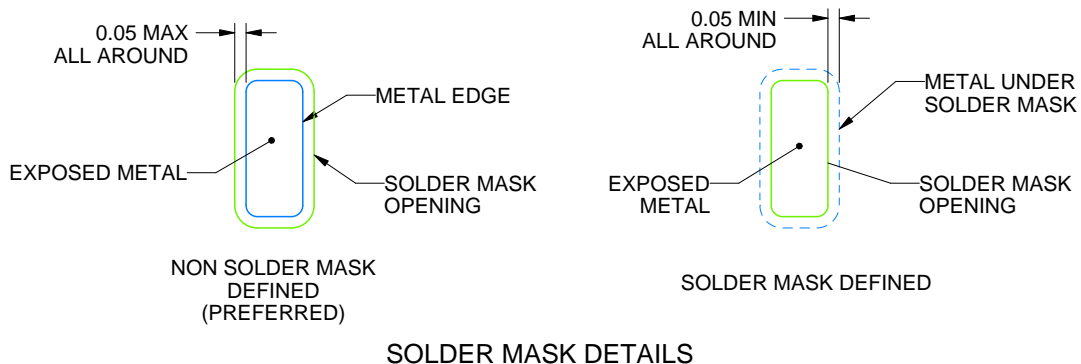 0.05 MAX
ALL AROUND
METAL EDGE
EXPOSED METAL
SOLDER MASK
OPENING
NON SOLDER MASK
DEFINED
(PREFERRED)
0.05 MIN
ALL AROUND
METAL UNDER
SOLDER MASK
EXPOSED
METAL
SOLDER MASK
OPENING
SOLDER MASK DEFINED
SOLDER MASK DETAILS